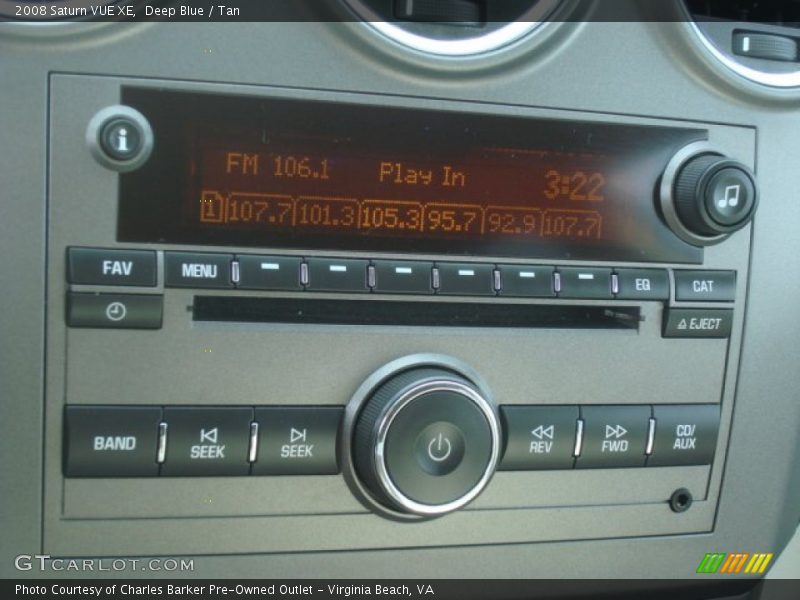 2008 Saturn VUE XE, Deep Blue / Tan
i
FM 106.1 Play In 3:22
1 107.7 101.3 105.3 95.7 92.9 107.7
FAV MENU EQ CAT
EJECT
BAND SEEK SEEK REV FWD CD/AUX
GTCARLOT.COM
Photo Courtesy of Charles Barker Pre-Owned Outlet - Virginia Beach, VA